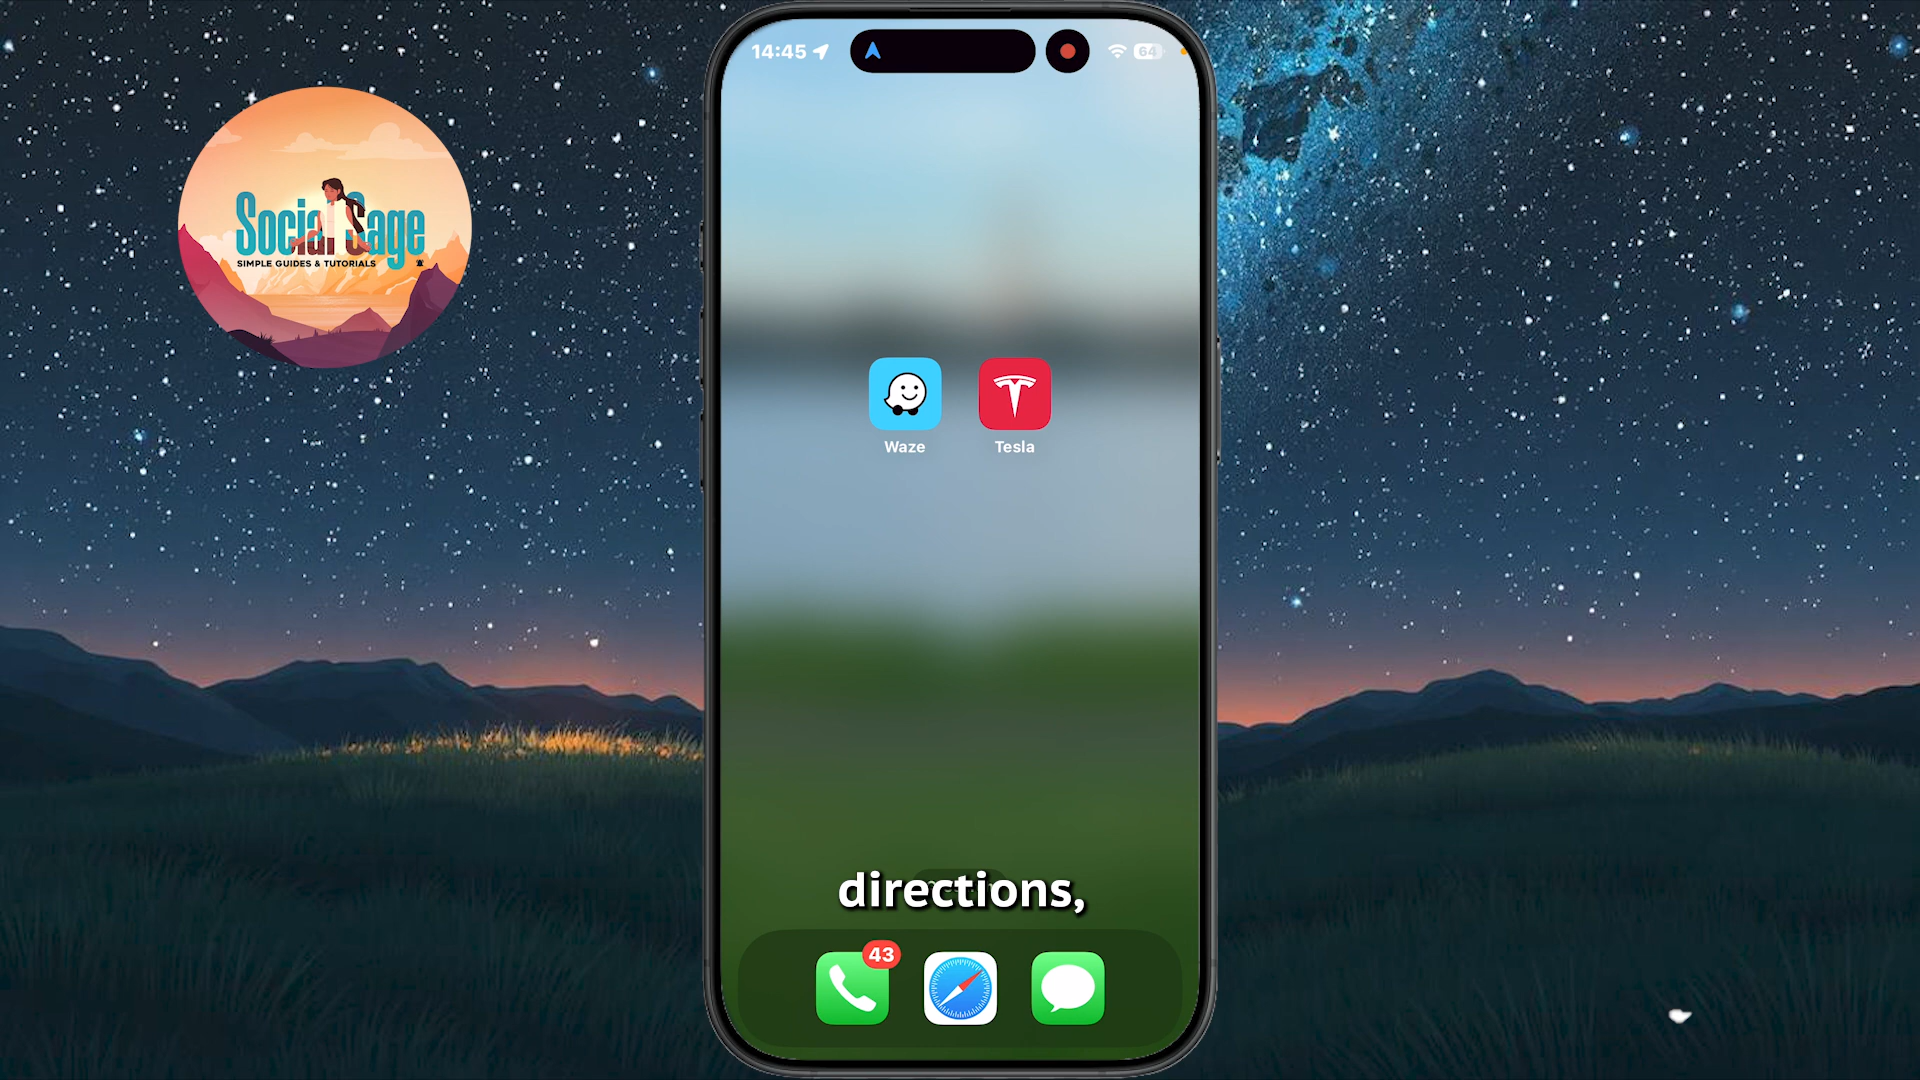 14:45
64
Social Sage
SIMPLE GUIDES & TUTORIALS
Waze
Tesla
directions,
43